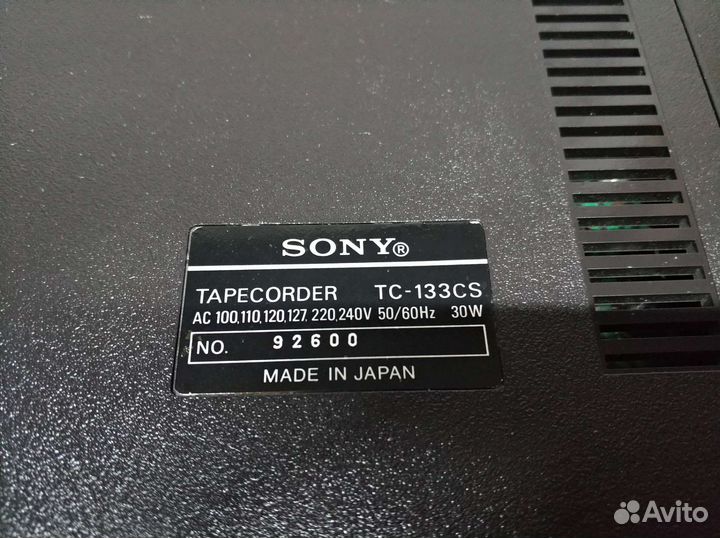 SONY®
TAPECORDER TC-133CS
AC 100,110,120,127, 220,240V 50/60Hz 30W
NO. 92600
MADE IN JAPAN
Avito